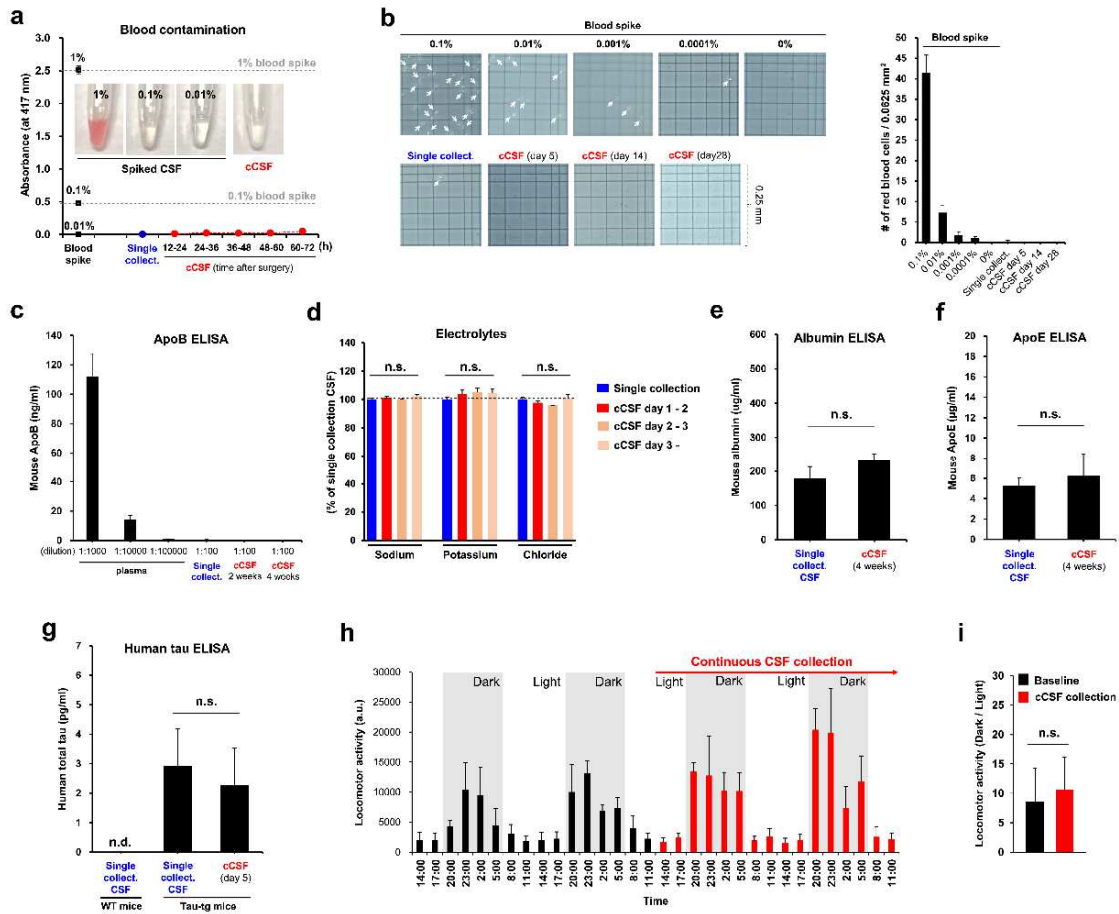 a
Blood contamination
Absorbance (at 417 nm)
3.0
2.5
2.0
1.5
1.0
0.5
0.0
1%
1% blood spike
1%
0.1%
0.01%
Spiked CSF
cCSF
0.1%
0.1% blood spike
0.01%
Blood spike
Single collect.
12-24
24-36
36-48
48-60
60-72
(h)
cCSF (time after surgery)
b
Blood spike
0.1%
0.01%
0.001%
0.0001%
0%
Single collect.
cCSF (day 5)
cCSF (day 14)
cCSF (day28)
0.25 mm
Blood spike
# of red blood cells / 0.0625 mm²
50
45
40
35
30
25
20
15
10
5
0
0.1%
0.01%
0.001%
0.0001%
0%
Single collect.
cCSF day 5
cCSF day 14
cCSF day 28
c
ApoB ELISA
Mouse ApoB (ng/ml)
140
120
100
80
60
40
20
0
(dilution)
1:1000
1:10000
1:100000
1:100
1:100
1:100
plasma
Single collect.
cCSF 2 weeks
cCSF 4 weeks
d
Electrolytes
(% of single collection CSF)
160
140
120
100
80
60
40
20
0
n.s.
n.s.
n.s.
Sodium
Potassium
Chloride
Single collection
cCSF day 1 - 2
cCSF day 2 - 3
cCSF day 3 -
e
Albumin ELISA
Mouse albumin (ug/ml)
600
500
400
300
200
100
0
n.s.
Single collect. CSF
cCSF (4 weeks)
f
ApoE ELISA
Mouse ApoE (µg/ml)
20
18
16
14
12
10
8
6
4
2
0
n.s.
Single collect. CSF
cCSF (4 weeks)
g
Human tau ELISA
Human total tau (pg/ml)
7
6
5
4
3
2
1
0
n.d.
n.s.
Single collect. CSF
Single collect. CSF
cCSF (day 5)
WT mice
Tau-tg mice
h
Continuous CSF collection
Locomotor activity (a.u.)
30000
25000
20000
15000
10000
5000
0
Dark
Light
Dark
Light
Dark
Light
Dark
14:00
17:00
20:00
23:00
2:00
5:00
8:00
11:00
14:00
17:00
20:00
23:00
2:00
5:00
8:00
11:00
14:00
17:00
20:00
23:00
2:00
5:00
8:00
11:00
14:00
17:00
20:00
23:00
2:00
5:00
8:00
11:00
Time
i
Baseline
cCSF collection
Locomotor activity (Dark / Light)
30
25
20
15
10
5
0
n.s.